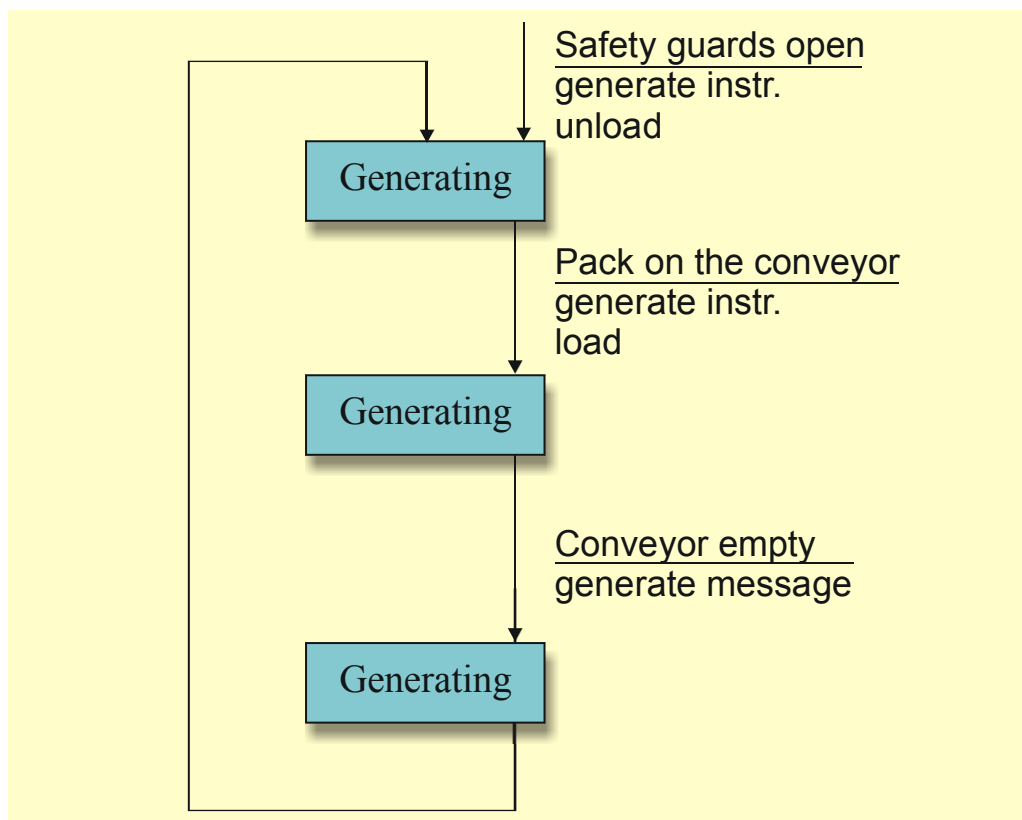 Safety guards open
generate instr.
unload
Generating
Pack on the conveyor
generate instr.
load
Generating
Conveyor empty
generate message
Generating